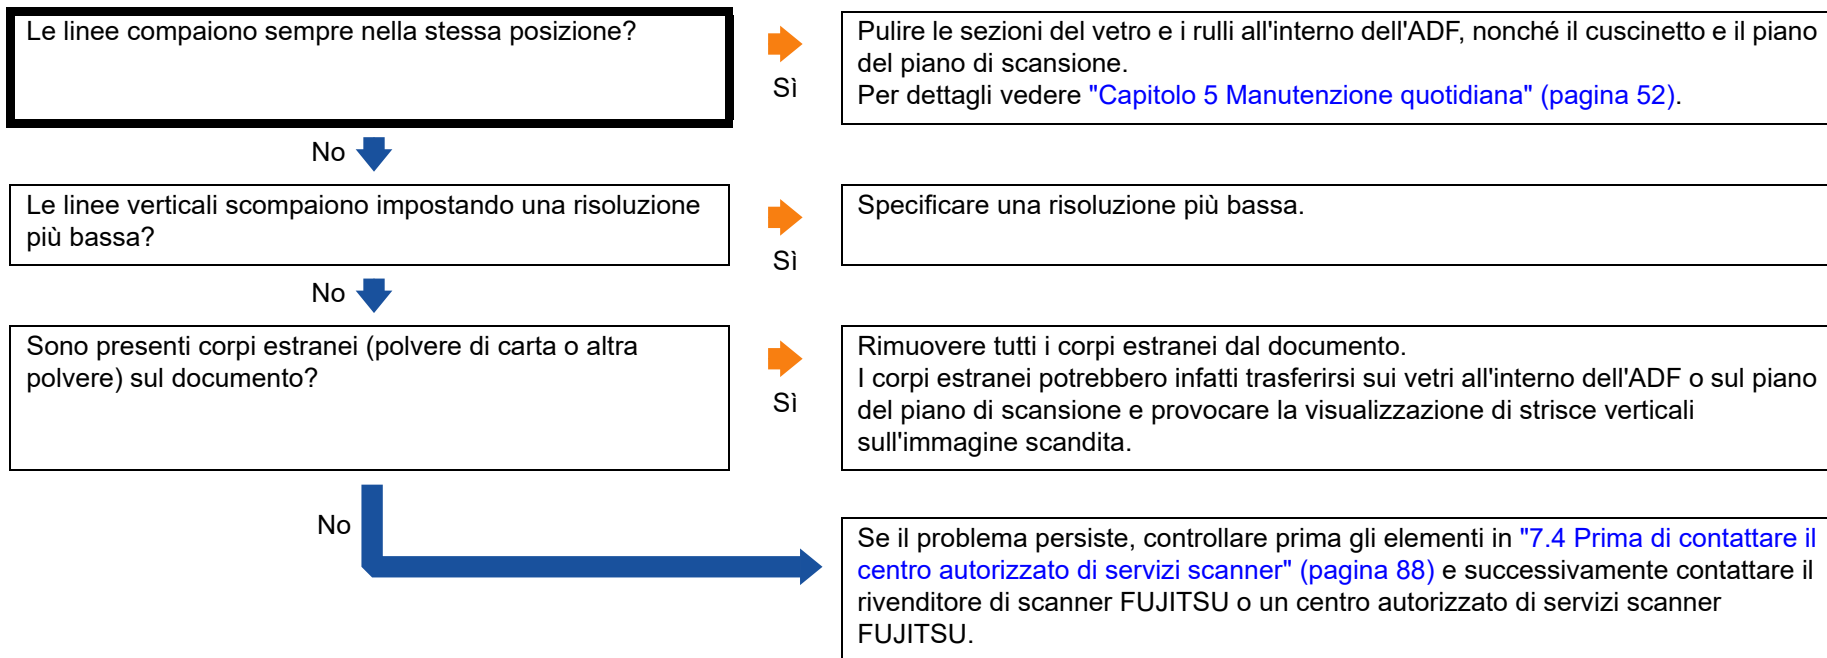 Le linee compaiono sempre nella stessa posizione?
Sì
Pulire le sezioni del vetro e i rulli all'interno dell'ADF, nonché il cuscinetto e il piano
del piano di scansione.
Per dettagli vedere "Capitolo 5 Manutenzione quotidiana" (pagina 52).
No
Le linee verticali scompaiono impostando una risoluzione
più bassa?
Sì
Specificare una risoluzione più bassa.
No
Sono presenti corpi estranei (polvere di carta o altra
polvere) sul documento?
Sì
Rimuovere tutti i corpi estranei dal documento.
I corpi estranei potrebbero infatti trasferirsi sui vetri all'interno dell'ADF o sul piano
del piano di scansione e provocare la visualizzazione di strisce verticali
sull'immagine scandita.
No
Se il problema persiste, controllare prima gli elementi in "7.4 Prima di contattare il
centro autorizzato di servizi scanner" (pagina 88) e successivamente contattare il
rivenditore di scanner FUJITSU o un centro autorizzato di servizi scanner
FUJITSU.